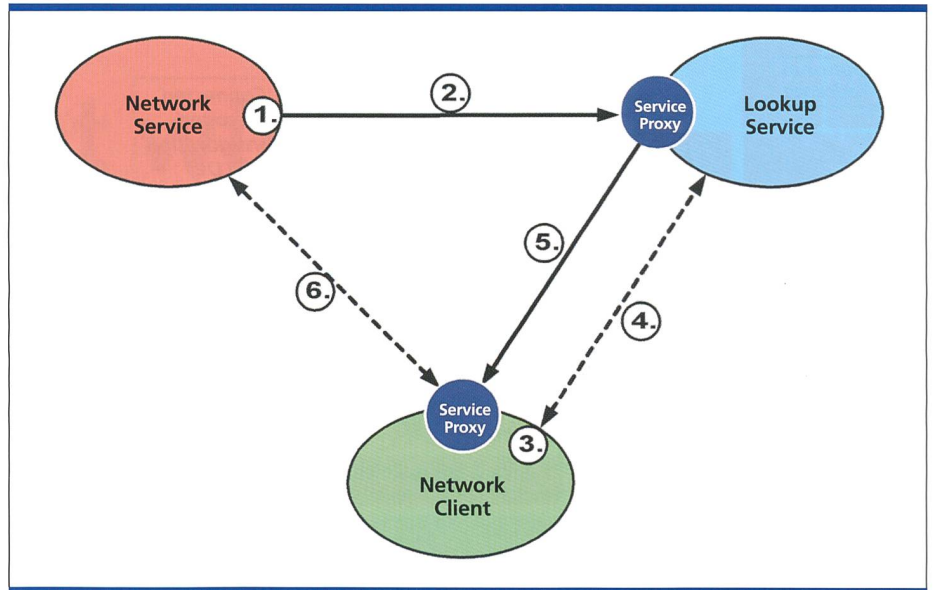 Network
Service
1.
2.
Service
Proxy
Lookup
Service
5.
4.
6.
Service
Proxy
3.
Network
Client